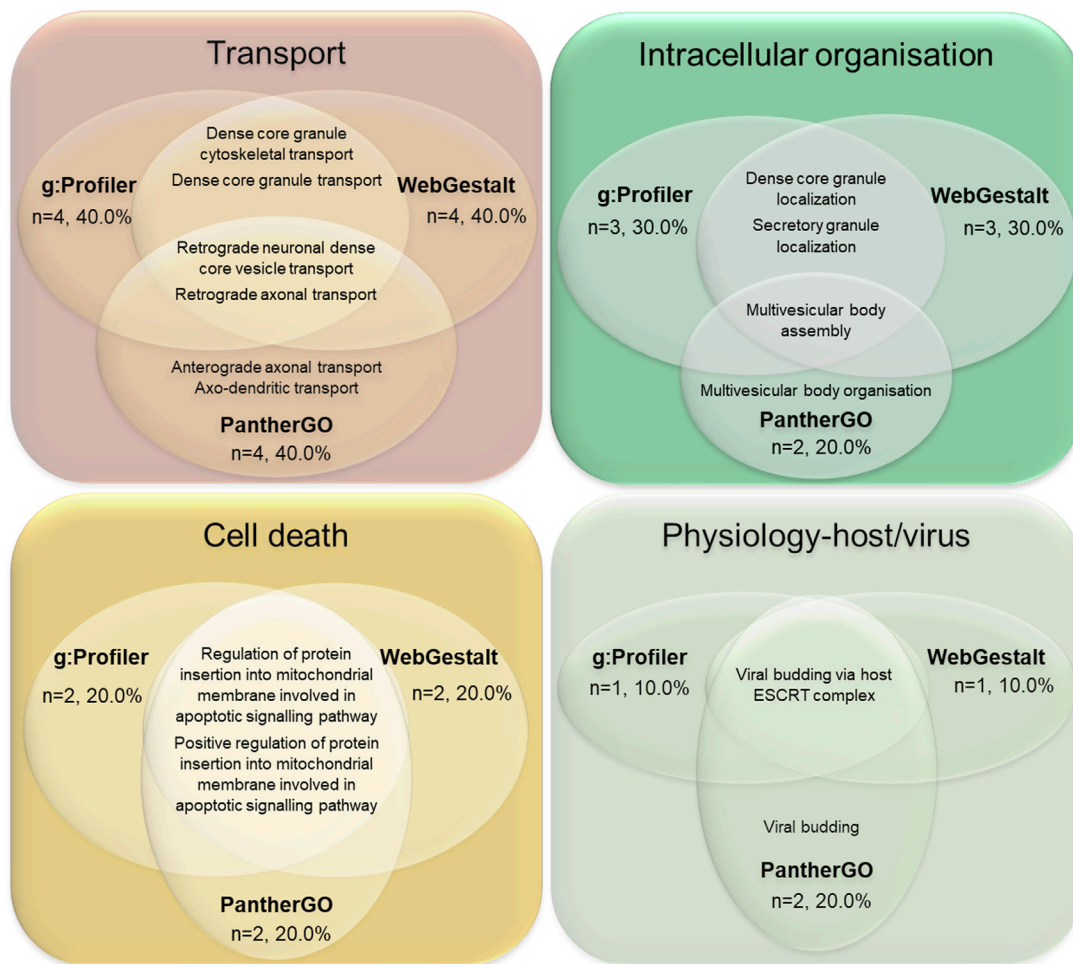 Transport
Dense core granule
cytoskeletal transport
Dense core granule transport
g:Profiler
n=4, 40.0%
WebGestalt
n=4, 40.0%
Retrograde neuronal dense
core vesicle transport
Retrograde axonal transport
Anterograde axonal transport
Axo-dendritic transport
PantherGO
n=4, 40.0%
Intracellular organisation
g:Profiler
n=3, 30.0%
Dense core granule
localization
Secretory granule
localization
WebGestalt
n=3, 30.0%
Multivesicular body
assembly
Multivesicular body organisation
PantherGO
n=2, 20.0%
Cell death
g:Profiler
n=2, 20.0%
Regulation of protein
insertion into mitochondrial
membrane involved in
apoptotic signalling pathway
Positive regulation of protein
insertion into mitochondrial
membrane involved in
apoptotic signalling pathway
WebGestalt
n=2, 20.0%
PantherGO
n=2, 20.0%
Physiology-host/virus
g:Profiler
n=1, 10.0%
Viral budding via host
ESCRT complex
WebGestalt
n=1, 10.0%
Viral budding
PantherGO
n=2, 20.0%